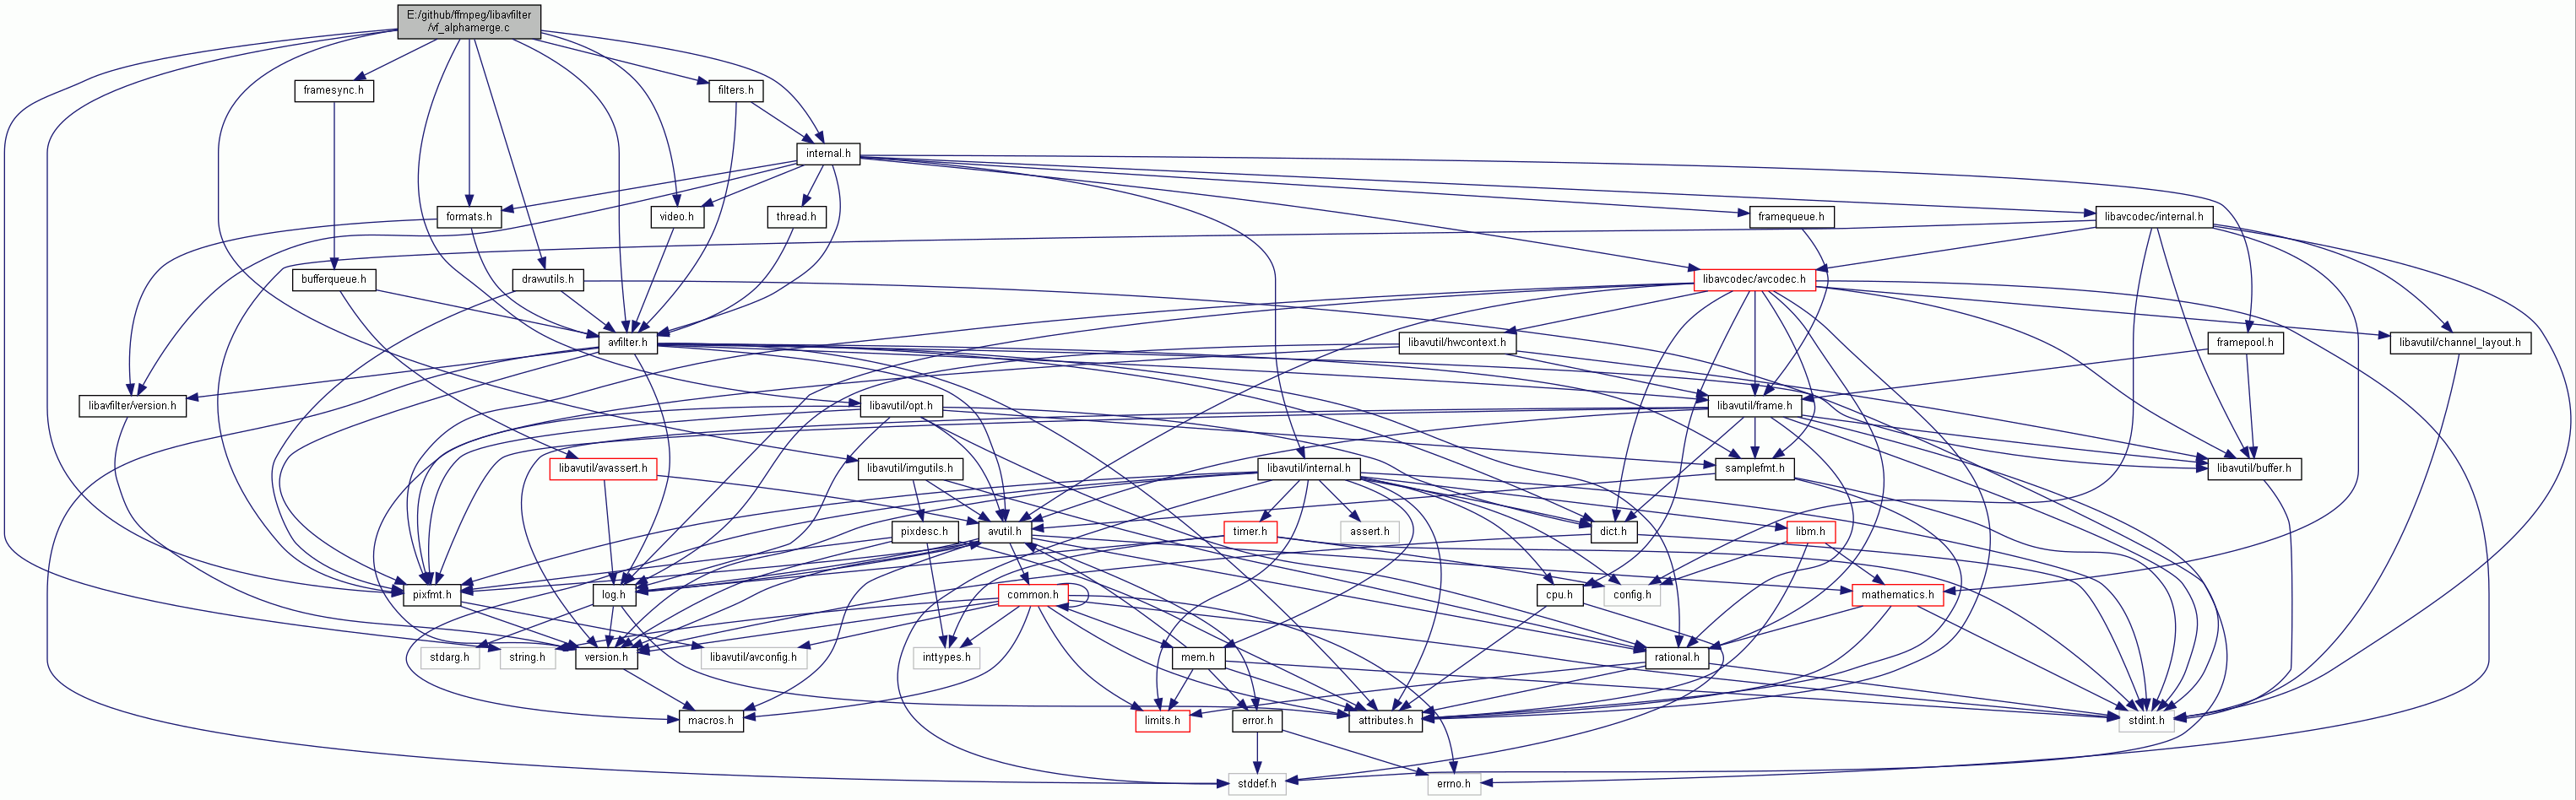 E:/github/ffmpeg/libavfilter
/vf_alphamerge.c
framesync.h
filters.h
internal.h
formats.h
video.h
thread.h
framequeue.h
libavcodec/internal.h
bufferqueue.h
drawutils.h
libavcodec/avcodec.h
avfilter.h
libavutil/hwcontext.h
framepool.h
libavutil/channel_layout.h
libavfilter/version.h
libavutil/opt.h
libavutil/frame.h
libavutil/avassert.h
libavutil/imgutils.h
libavutil/internal.h
samplefmt.h
libavutil/buffer.h
pixdesc.h
avutil.h
timer.h
assert.h
dict.h
libm.h
pixfmt.h
log.h
common.h
cpu.h
config.h
mathematics.h
stdarg.h
string.h
version.h
libavutil/avconfig.h
inttypes.h
mem.h
rational.h
macros.h
limits.h
error.h
attributes.h
stdint.h
stddef.h
errno.h